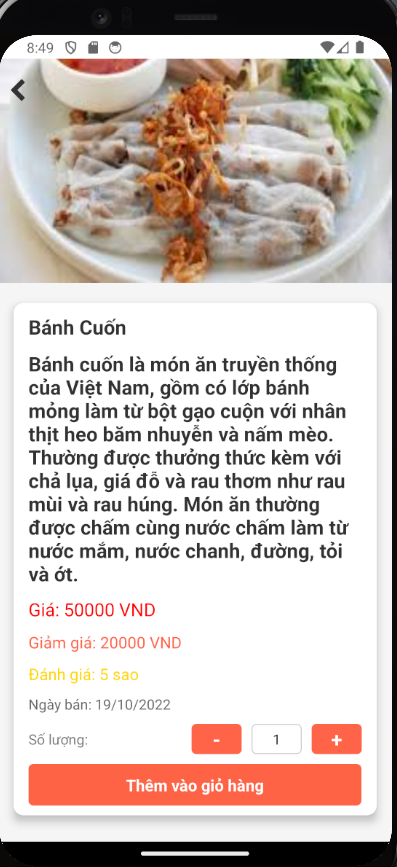 8:49
Bánh Cuốn
Bánh cuốn là món ăn truyền thống
của Việt Nam, gồm có lớp bánh
mỏng làm từ bột gạo cuộn với nhân
thịt heo băm nhuyễn và nấm mèo.
Thường được thưởng thức kèm với
chả lụa, giá đỗ và rau thơm như rau
mùi và rau húng. Món ăn thường
được chấm cùng nước chấm làm từ
nước mắm, nước chanh, đường, tỏi
và ớt.
Giá: 50000 VND
Giảm giá: 20000 VND
Đánh giá: 5 sao
Ngày bán: 19/10/2022
Số lượng: - 1 +
Thêm vào giỏ hàng